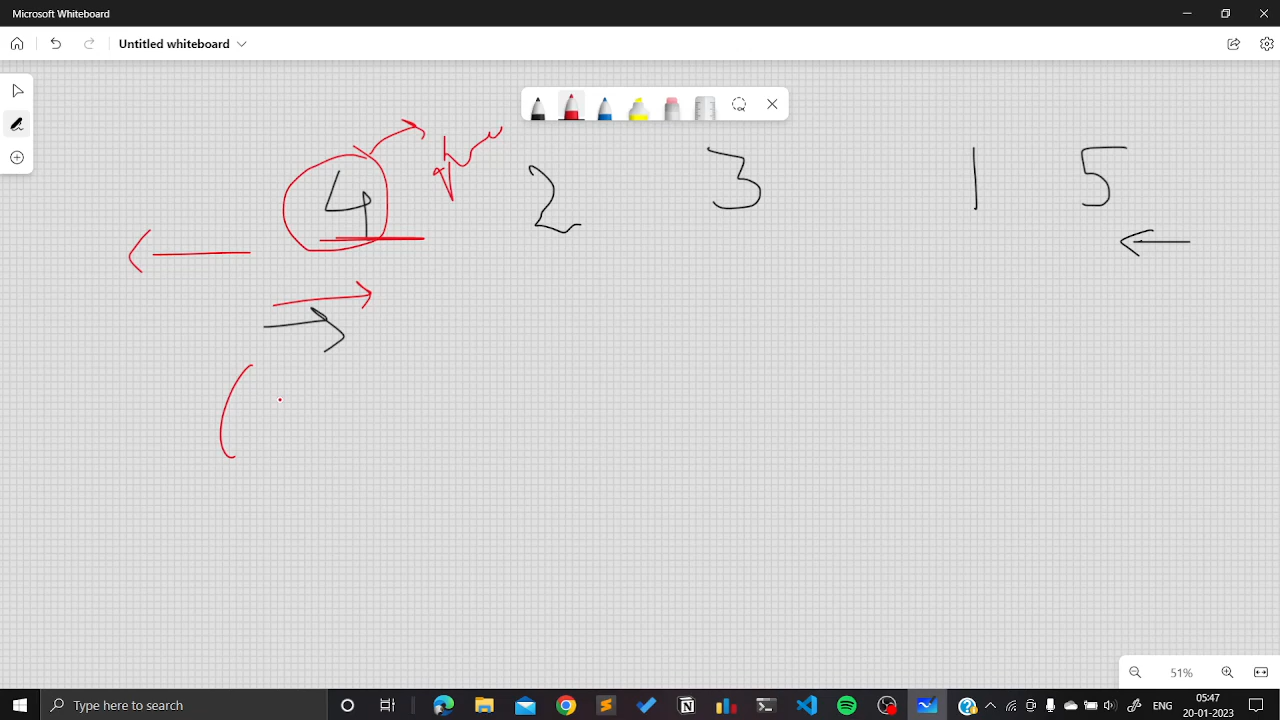 Microsoft Whiteboard
Untitled whiteboard
4 2 3 1 5
51%
Type here to search
ENG
05:47
20-01-2023